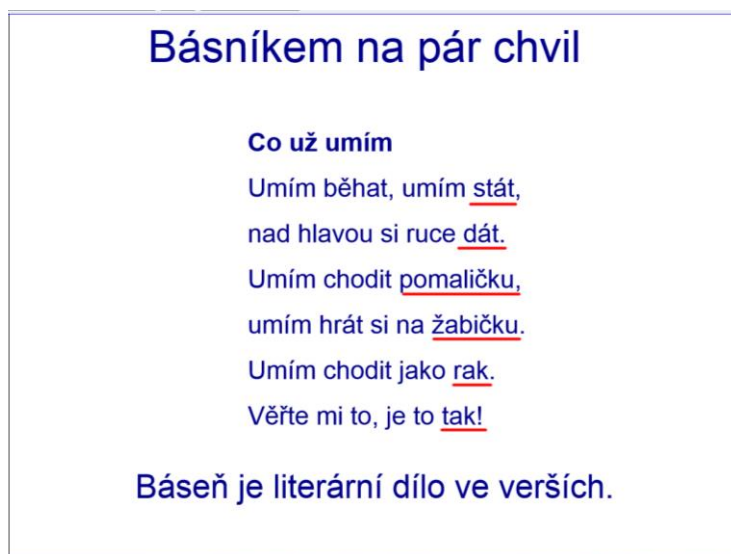 Básníkem na pár chvil
Co už umím
Umím běhat, umím stát,
nad hlavou si ruce dát.
Umím chodit pomaličku,
umím hrát si na žabičku.
Umím chodit jako rak.
Věřte mi to, je to tak!
Báseň je literární dílo ve verších.